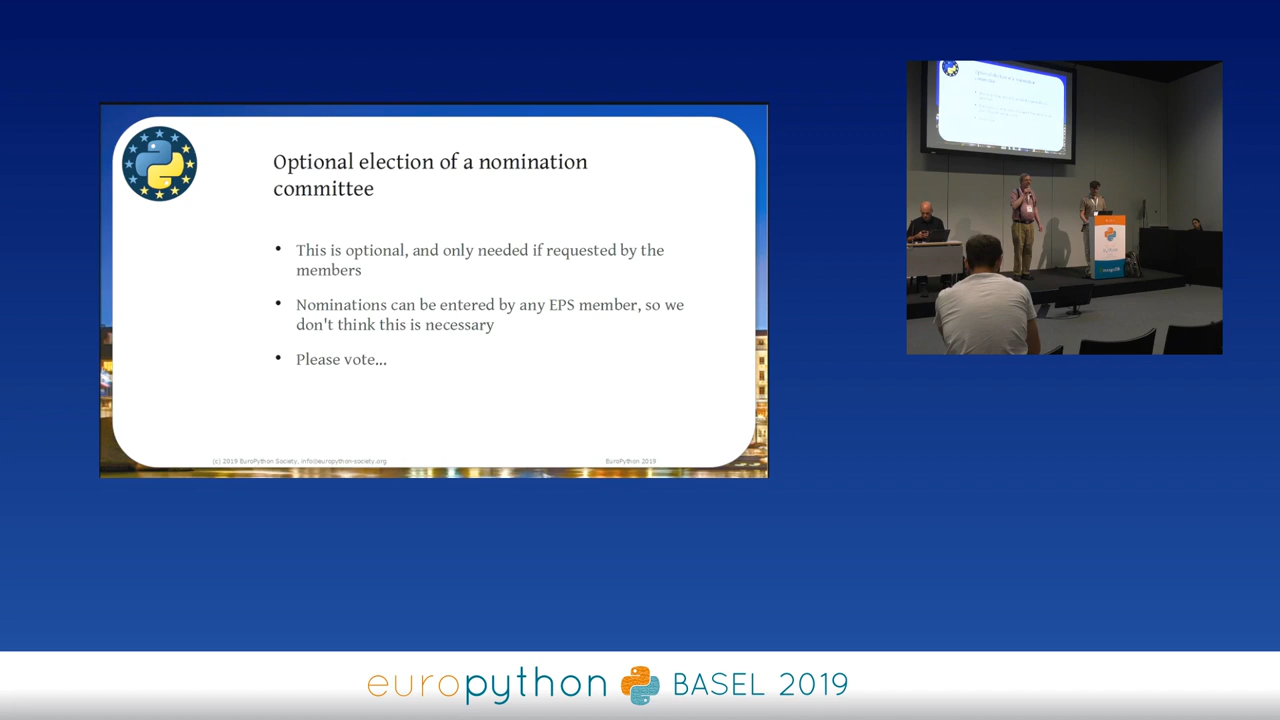 Optional election of a nomination
committee
• This is optional, and only needed if requested by the
members
• Nominations can be entered by any EPS member, so we
don't think this is necessary
• Please vote...
(c) 2019 EuroPython Society, info@europython-society.org
EuroPython 2019
europython BASEL 2019